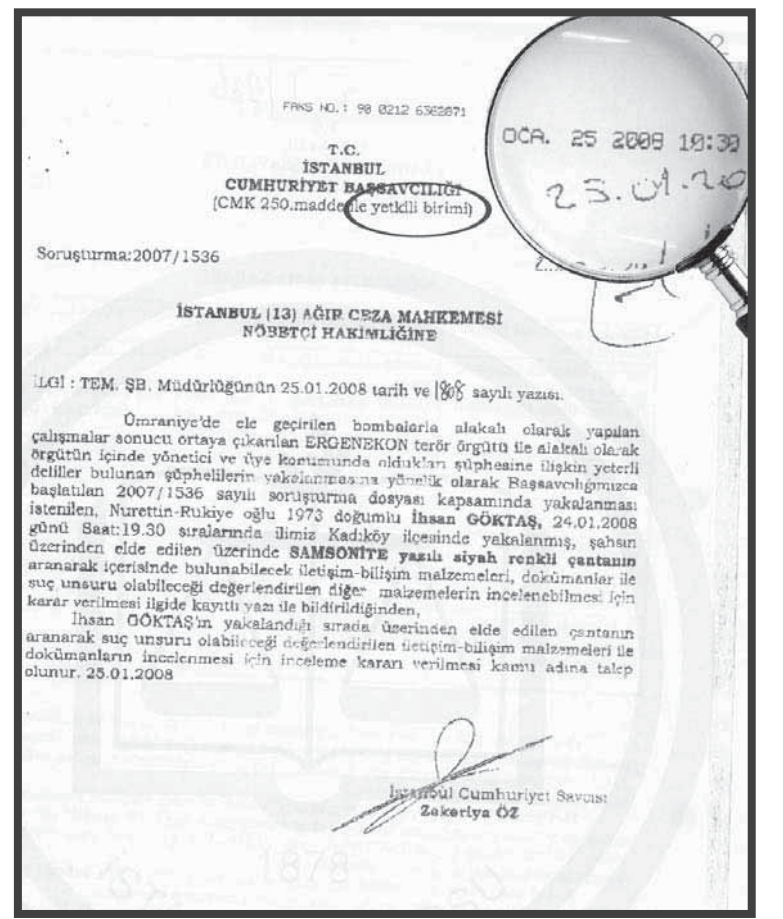 FAKS NO. : 90 0212 6362871
OCA. 25 2008 10:30
25.01.20
T.C.
İSTANBUL
CUMHURİYET BAŞSAVCILIĞI
(CMK 250.madde ile yetkili birimi)
Soruşturma:2007/1536
İSTANBUL (13) AĞIR CEZA MAHKEMESİ
NÖBETÇİ HAKİMLİĞİNE
İLGİ : TEM. ŞB. Müdürlüğünün 25.01.2008 tarih ve 1808 sayılı yazısı.
Ümraniye'de ele geçirilen bombalarla alakalı olarak yapılan
çalışmalar sonucu ortaya çıkarılan ERGENEKON terör örgütü ile alakalı olarak
örgütün içinde yönetici ve üye konumunda oldukları şüphesine ilişkin yeterli
deliller bulunan şüphelilerin yakalanmasına yönelik olarak Başsavcılığımızca
başlatılan 2007/1536 sayılı soruşturma dosyası kapsamında yakalanması
istenilen, Nurettin-Rukiye oğlu 1973 doğumlu İhsan GÖKTAŞ, 24.01.2008
günü Saat:19.30 sıralarında ilimiz Kadıköy ilçesinde yakalanmış, şahsın
üzerinden elde edilen üzerinde SAMSONİTE yazılı siyah renkli çantanın
aranarak içerisinde bulunabilecek iletişim-bilişim malzemeleri, dokümanlar ile
suç unsuru olabileceği değerlendirilen diğer malzemelerin incelenebilmesi için
karar verilmesi ilgide kayıtlı yazı ile bildirildiğinden,
İhsan GÖKTAŞ'ın yakalandığı sırada üzerinden elde edilen çantanın
aranarak suç unsuru olabileceği değerlendirilen iletişim-bilişim malzemeleri ile
dokümanların incelenmesi için inceleme kararı verilmesi kamu adına talep
olunur. 25.01.2008
İstanbul Cumhuriyet Savcısı
Zekeriya ÖZ
1878